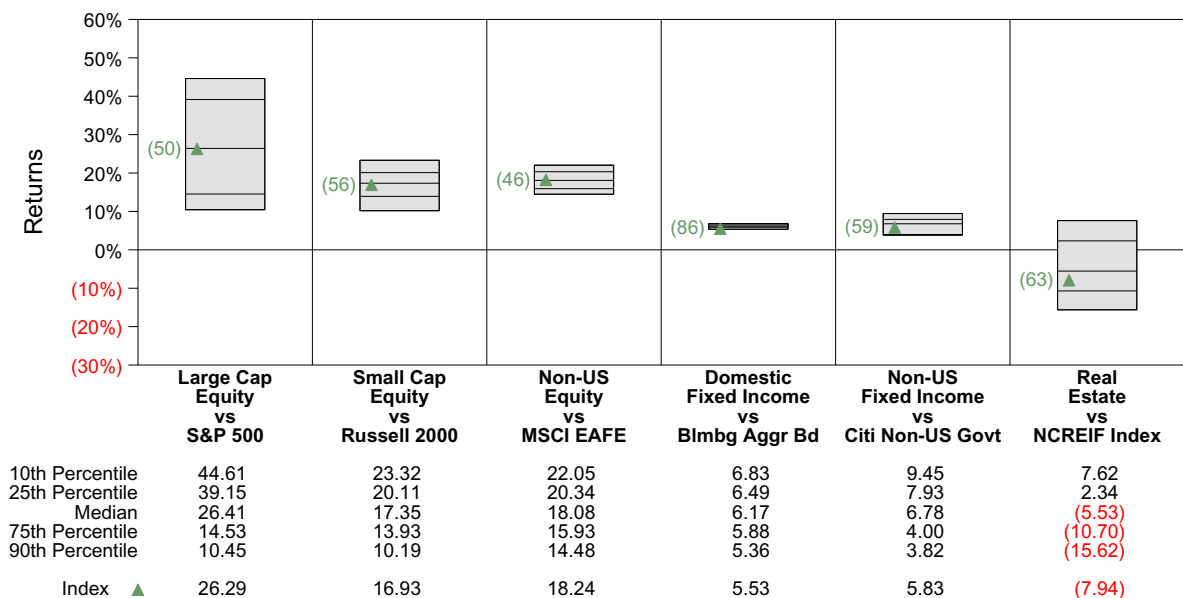 60%
50%
40%
30%
20%
10%
0%
(10%)
(20%)
(30%)
Returns
(50)
(56)
(46)
(86)
(59)
(63)
Large Cap
Equity
vs
S&P 500
Small Cap
Equity
vs
Russell 2000
Non-US
Equity
vs
MSCI EAFE
Domestic
Fixed Income
vs
Blmbg Aggr Bd
Non-US
Fixed Income
vs
Citi Non-US Govt
Real
Estate
vs
NCREIF Index
10th Percentile 44.61 23.32 22.05 6.83 9.45 7.62
25th Percentile 39.15 20.11 20.34 6.49 7.93 2.34
Median 26.41 17.35 18.08 6.17 6.78 (5.53)
75th Percentile 14.53 13.93 15.93 5.88 4.00 (10.70)
90th Percentile 10.45 10.19 14.48 5.36 3.82 (15.62)
Index 26.29 16.93 18.24 5.53 5.83 (7.94)